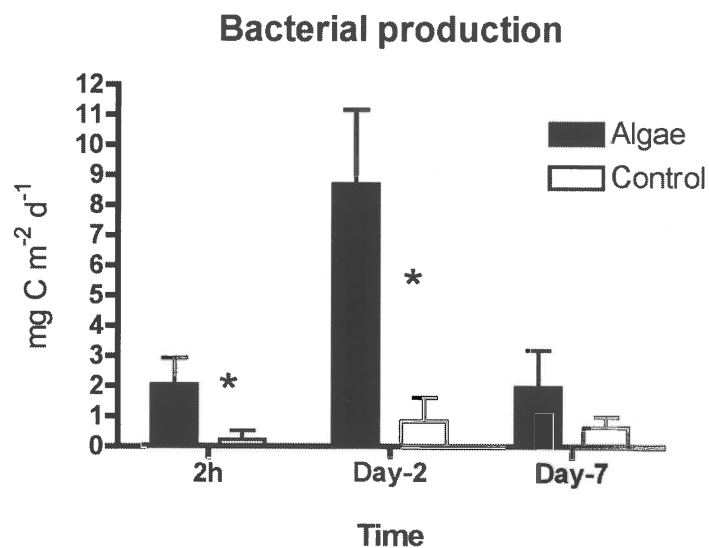 Bacterial production
12
11
10
9
8
7
6
5
4
3
2
1
0
mg C m⁻² d⁻¹
Algae
Control
*
*
2h Day-2 Day-7
Time